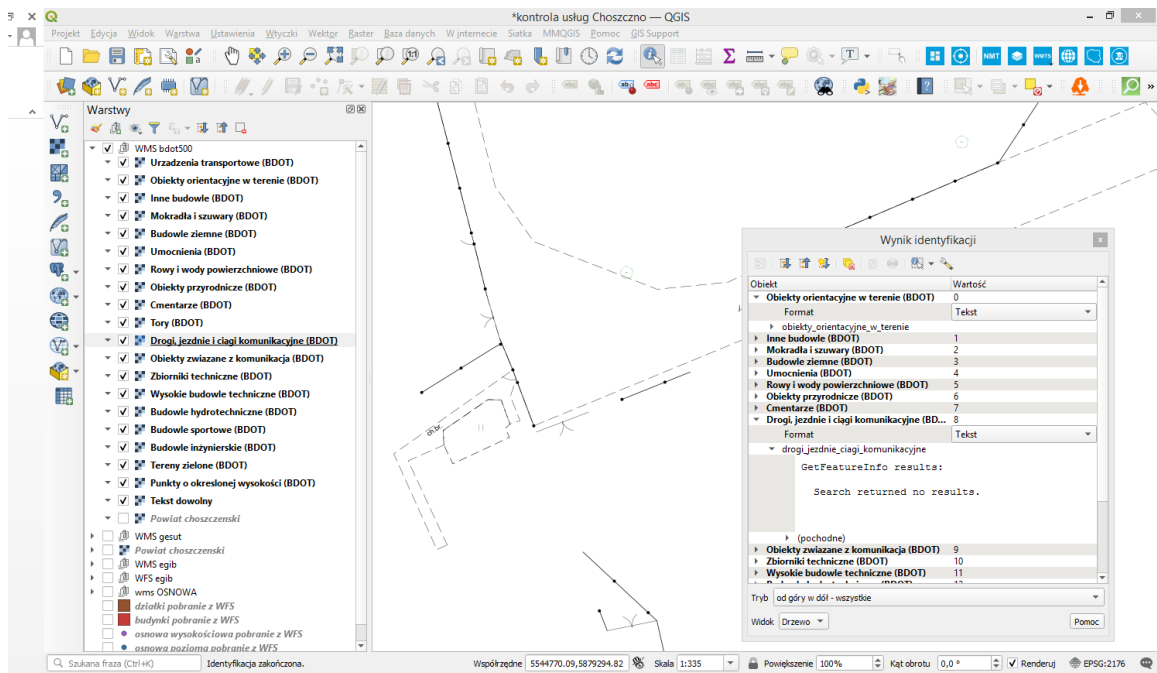 *kontrola usług Choszczno — QGIS
Projekt Edycja Widok Warstwa Ustawienia Wtyczki Wektor Raster Baza danych W internecie Siatka MMQGIS Pomoc GIS Support
NMT
WMTS
abc
Warstwy
WMS bdot500
Urzadzenia transportowe (BDOT)
Obiekty orientacyjne w terenie (BDOT)
Inne budowle (BDOT)
Mokradła i szuwary (BDOT)
Budowle ziemne (BDOT)
Umocnienia (BDOT)
Rowy i wody powierzchniowe (BDOT)
Obiekty przyrodnicze (BDOT)
Cmentarze (BDOT)
Tory (BDOT)
Drogi, jezdnie i ciągi komunikacyjne (BDOT)
Obiekty zwiazane z komunikacja (BDOT)
Zbiorniki techniczne (BDOT)
Wysokie budowle techniczne (BDOT)
Budowle hydrotechniczne (BDOT)
Budowle sportowe (BDOT)
Budowle inżynierskie (BDOT)
Tereny zielone (BDOT)
Punkty o okreslonej wysokości (BDOT)
Tekst dowolny
Powiat choszczenski
WMS gesut
Powiat choszczenski
WMS egib
WFS egib
wms OSNOWA
działki pobranie z WFS
budynki pobranie z WFS
osnowa wysokościowa pobranie z WFS
osnowa pozioma pobranie z WFS
ch.br.
Wynik identyfikacji
Obiekt Wartość
Obiekty orientacyjne w terenie (BDOT) 0
Format Tekst
obiekty_orientacyjne_w_terenie
Inne budowle (BDOT) 1
Mokradła i szuwary (BDOT) 2
Budowle ziemne (BDOT) 3
Umocnienia (BDOT) 4
Rowy i wody powierzchniowe (BDOT) 5
Obiekty przyrodnicze (BDOT) 6
Cmentarze (BDOT) 7
Drogi, jezdnie i ciągi komunikacyjne (BD... 8
Format Tekst
drogi_jezdnie_ciagi_komunikacyjne
GetFeatureInfo results:
Search returned no results.
(pochodne)
Obiekty zwiazane z komunikacja (BDOT) 9
Zbiorniki techniczne (BDOT) 10
Wysokie budowle techniczne (BDOT) 11
Tryb od góry w dół - wszystkie
Widok Drzewo Pomoc
Szukana fraza (Ctrl+K) Identyfikacja zakończona. Współrzędne 5544770.09,5879294.82 Skala 1:335 Powiększenie 100% Kąt obrotu 0,0 ° Renderuj EPSG:2176